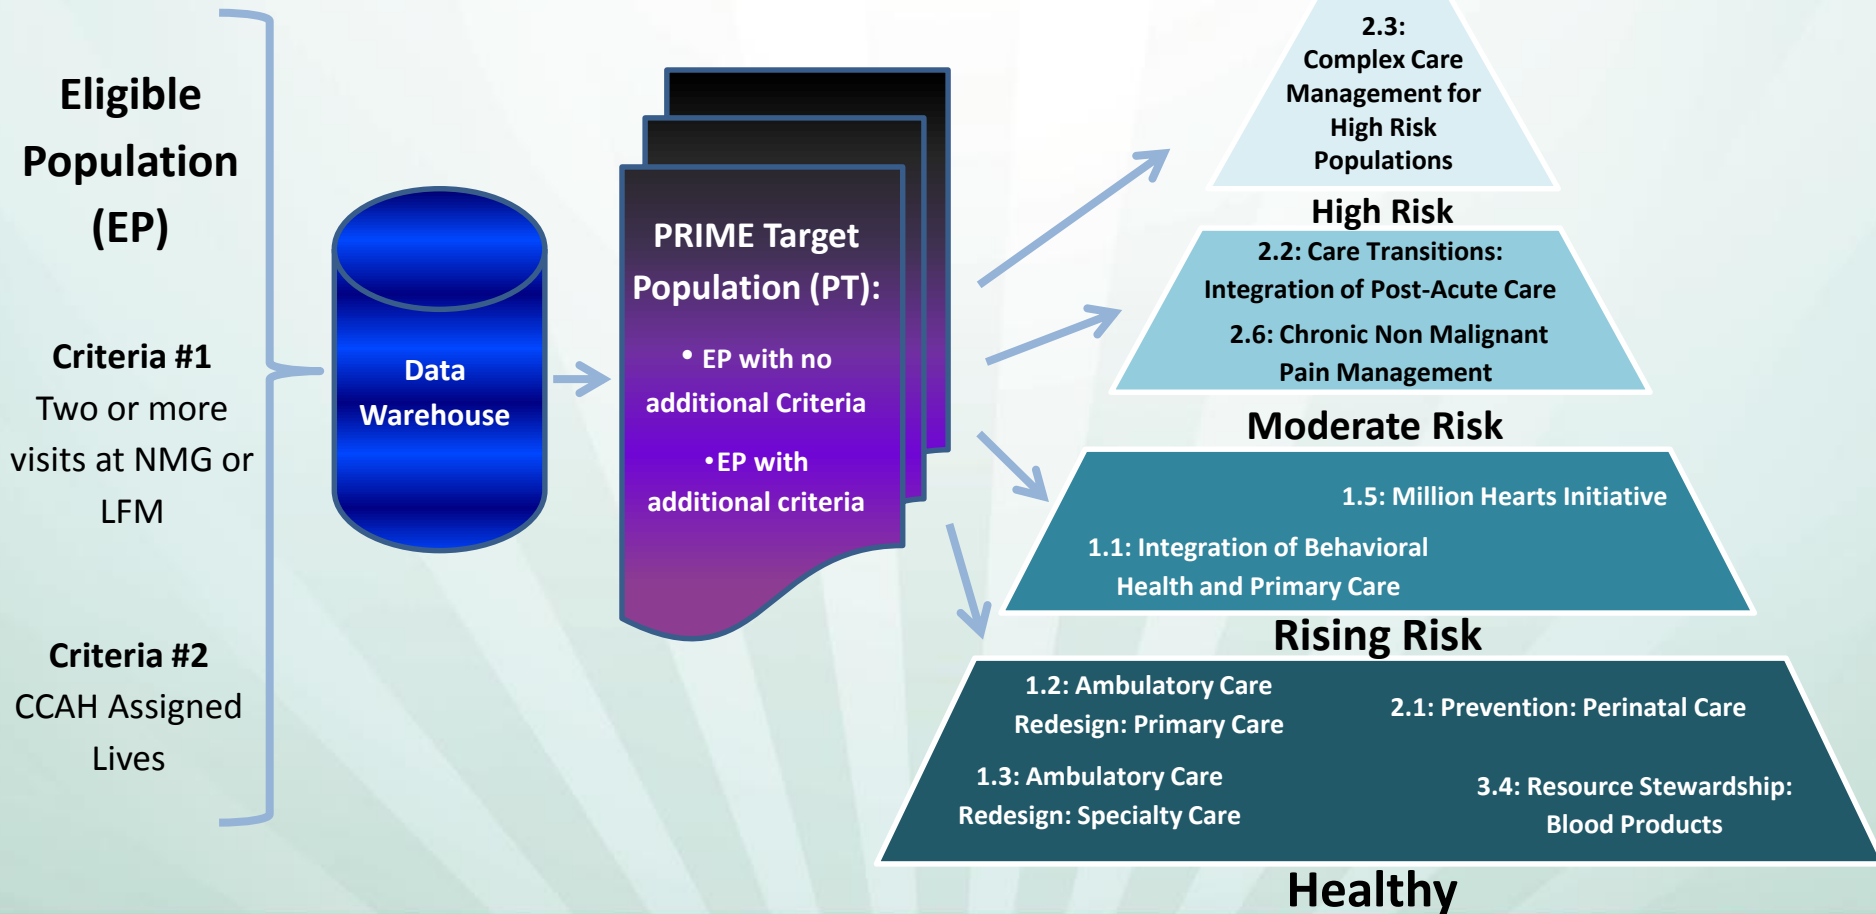 Eligible
Population
(EP)
Criteria #1
Two or more
visits at NMG or
LFM
Criteria #2
CCAH Assigned
Lives
Data
Warehouse
PRIME Target
Population (PT):
• EP with no
additional Criteria
•EP with
additional criteria
2.3:
Complex Care
Management for
High Risk
Populations
High Risk
2.2: Care Transitions:
Integration of Post-Acute Care
2.6: Chronic Non Malignant
Pain Management
Moderate Risk
1.5: Million Hearts Initiative
1.1: Integration of Behavioral
Health and Primary Care
Rising Risk
1.2: Ambulatory Care
Redesign: Primary Care
2.1: Prevention: Perinatal Care
1.3: Ambulatory Care
Redesign: Specialty Care
3.4: Resource Stewardship:
Blood Products
Healthy